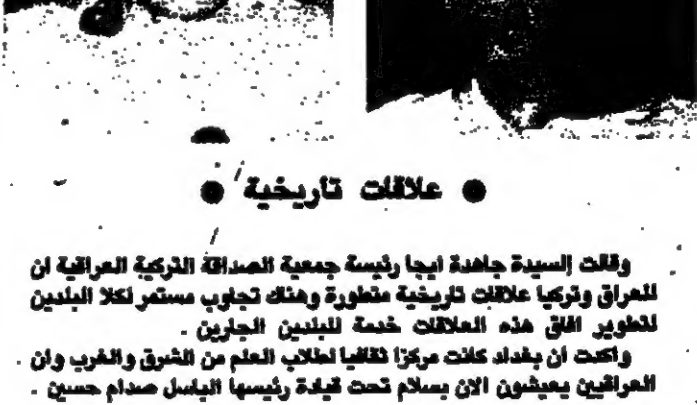 ● علاقات تاريخية ●
وقالت السيدة جاهدة ايجا رئيسة جمعية الصداقة التركية العراقية ان
للعراق وتركيا علاقات تاريخية متطورة وهناك تجاوب مستمر لكلا البلدين
لتطوير افاق هذه العلاقات خدمة للبلدين الجارين .
واكدت ان بغداد كانت مركزا ثقافيا لطلاب العلم من الشرق والغرب وان
العراقيين يعيشون الان بسلام تحت قيادة رئيسها الباسل صدام حسين .